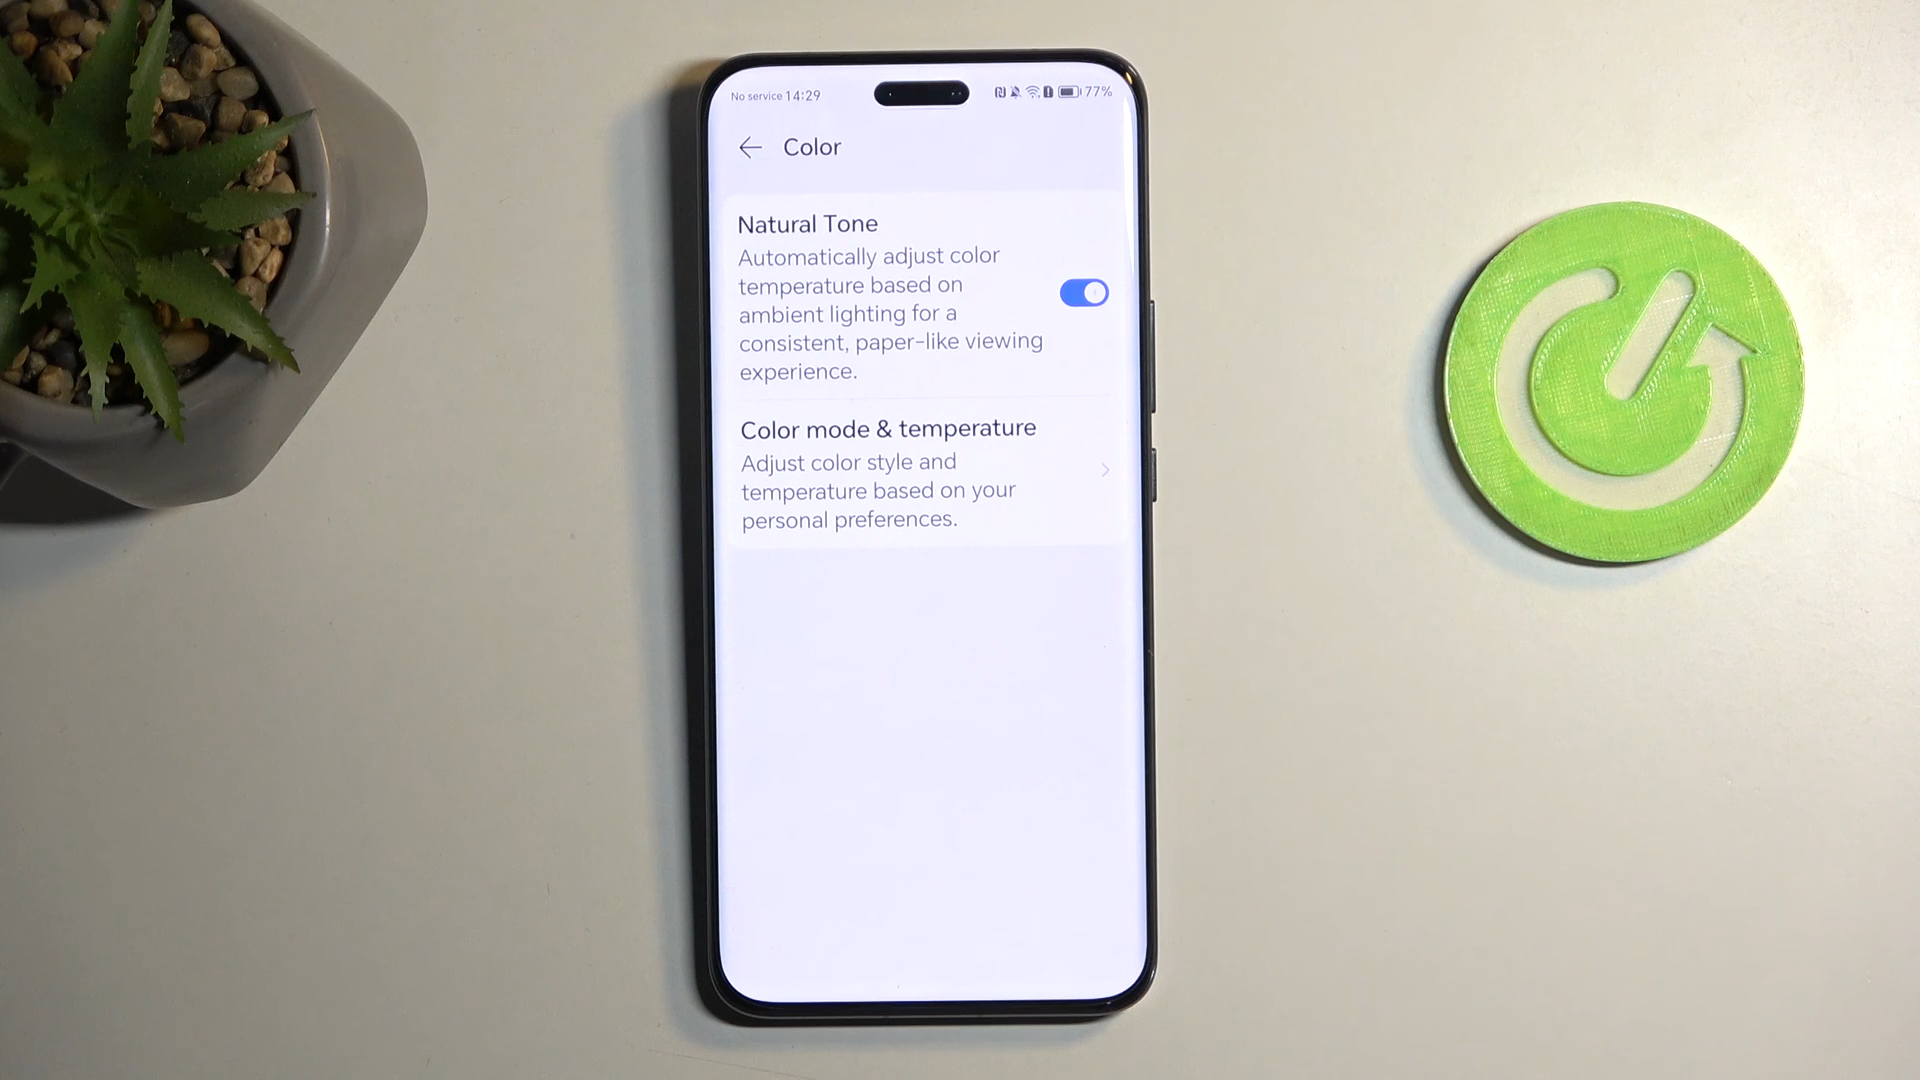 No service 14:29
77%
Color
Natural Tone
Automatically adjust color
temperature based on
ambient lighting for a
consistent, paper-like viewing
experience.
Color mode & temperature
Adjust color style and
temperature based on your
personal preferences.